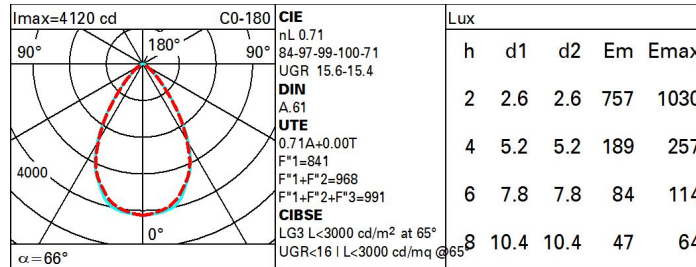 Imax=4120 cd C0-180
90° 180° 90°
4000
0°
α=66°
CIE
nL 0.71
84-97-99-100-71
UGR 15.6-15.4
DIN
A.61
UTE
0.71A+0.00T
F"1=841
F"1+F"2=968
F"1+F"2+F"3=991
CIBSE
LG3 L<3000 cd/m² at 65°
UGR<16 | L<3000 cd/mq @65°
Lux
h d1 d2 Em Emax
2 2.6 2.6 757 1030
4 5.2 5.2 189 257
6 7.8 7.8 84 114
8 10.4 10.4 47 64